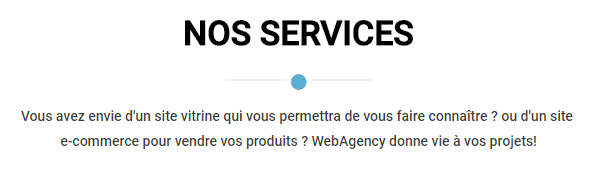 NOS SERVICES
Vous avez envie d'un site vitrine qui vous permettra de vous faire connaître ? ou d'un site
e-commerce pour vendre vos produits ? WebAgency donne vie à vos projets!